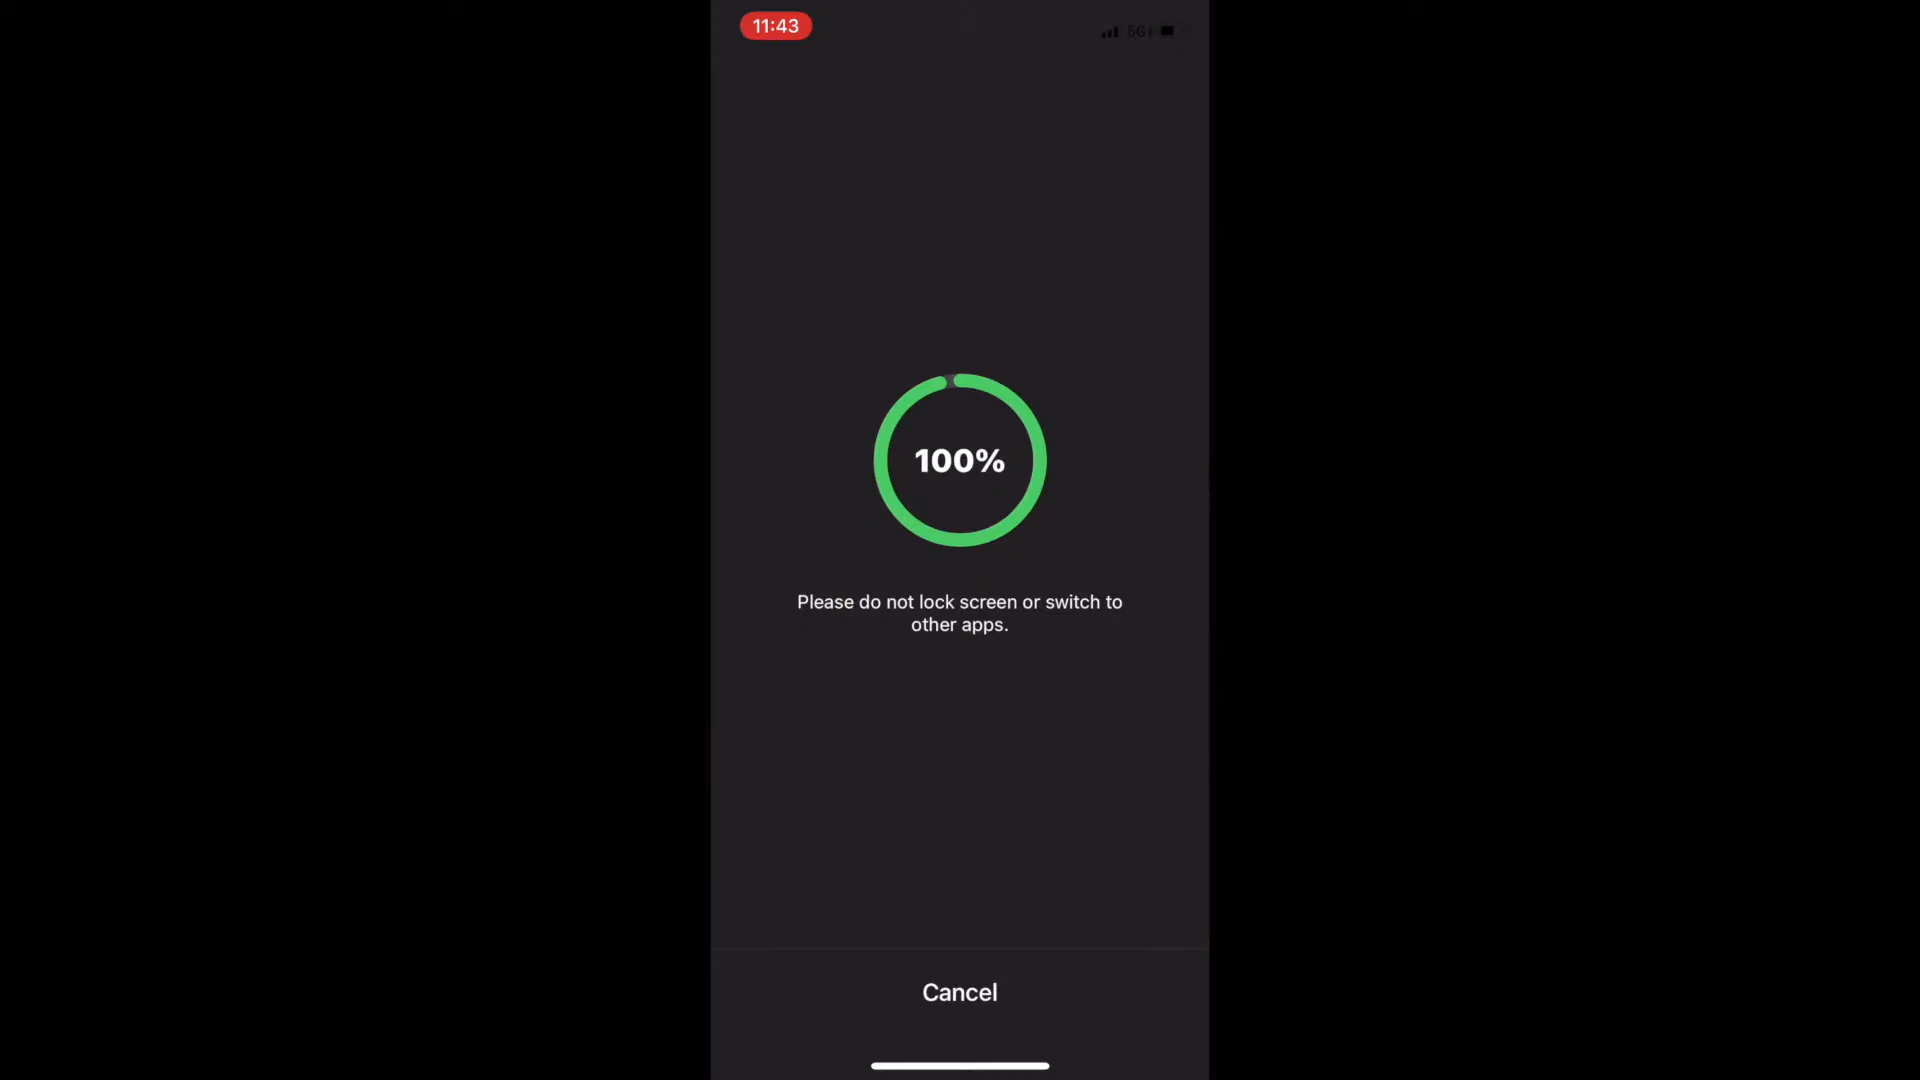 11:43
5G
100%
Please do not lock screen or switch to
other apps.
Cancel